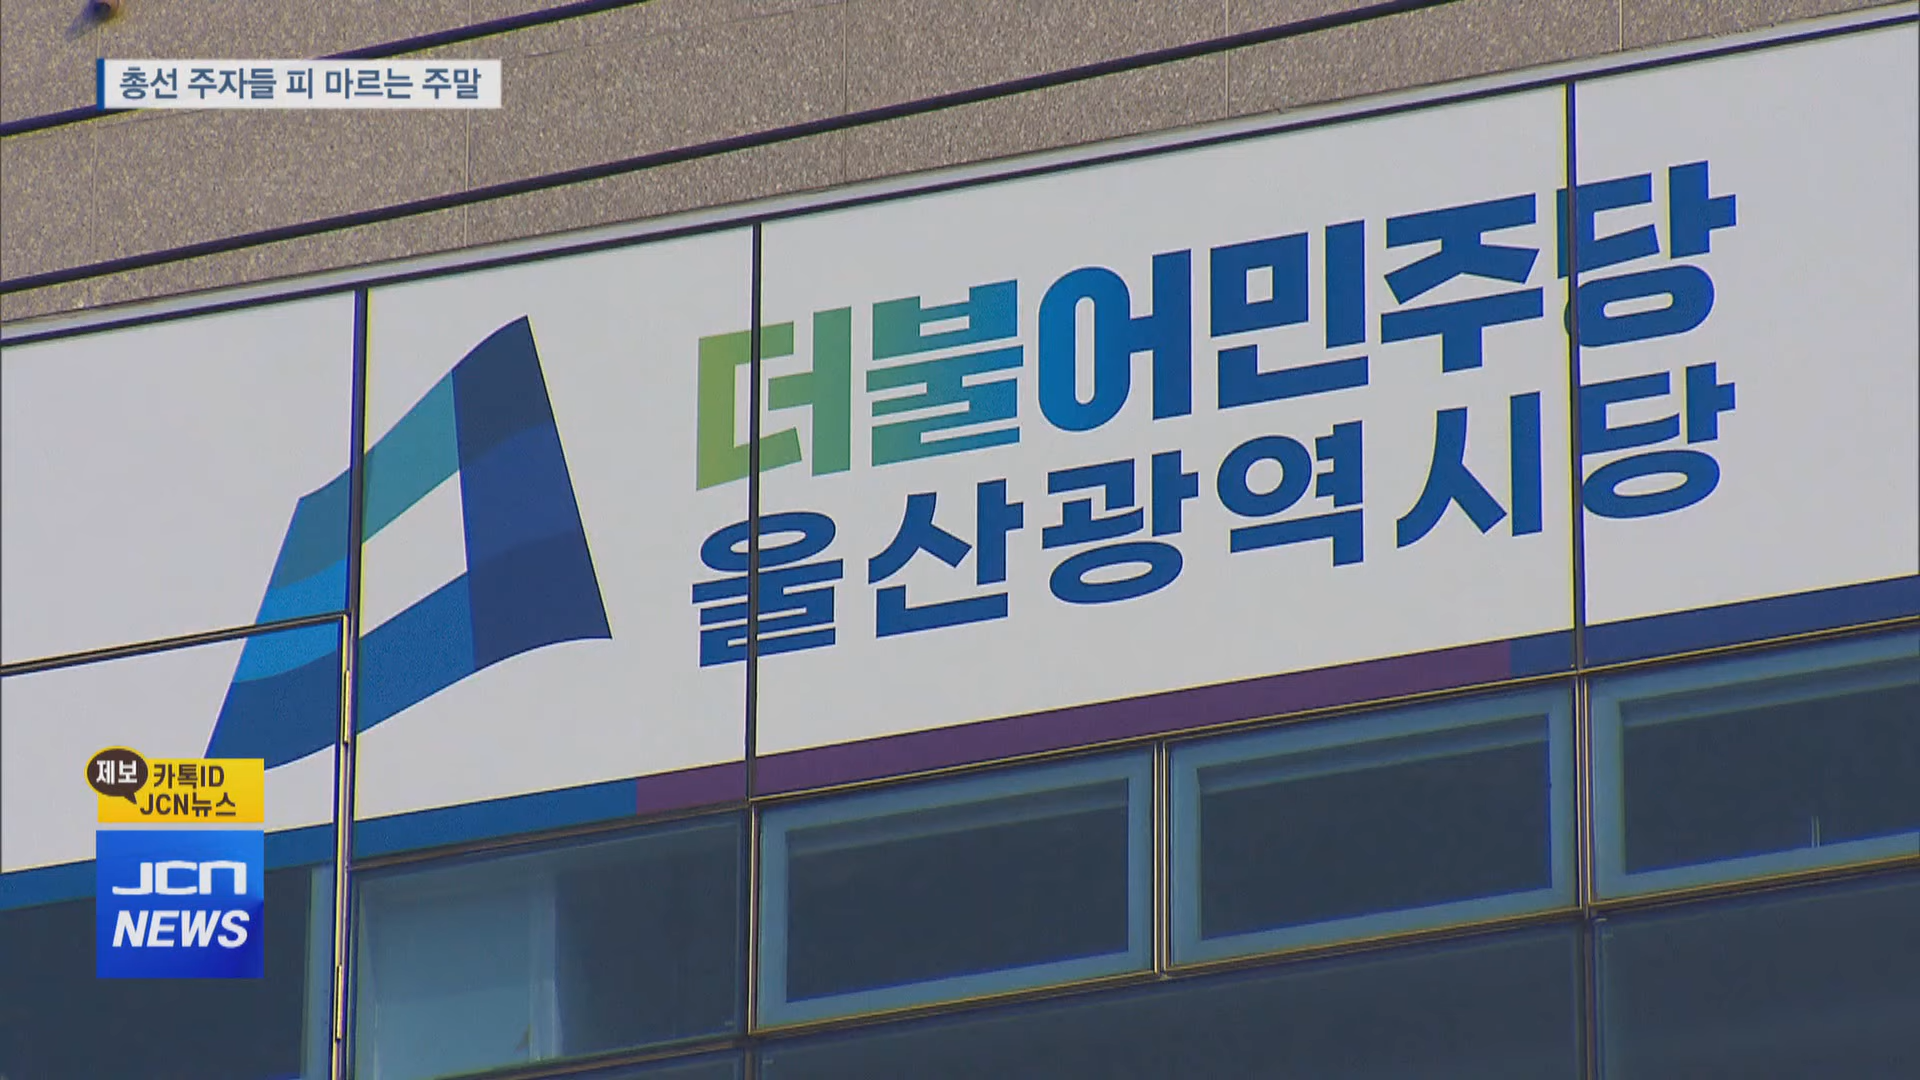 총선 주자들 피 마르는 주말
더불어민주당
울산광역시당
제보 카톡ID
JCN뉴스
JCN
NEWS